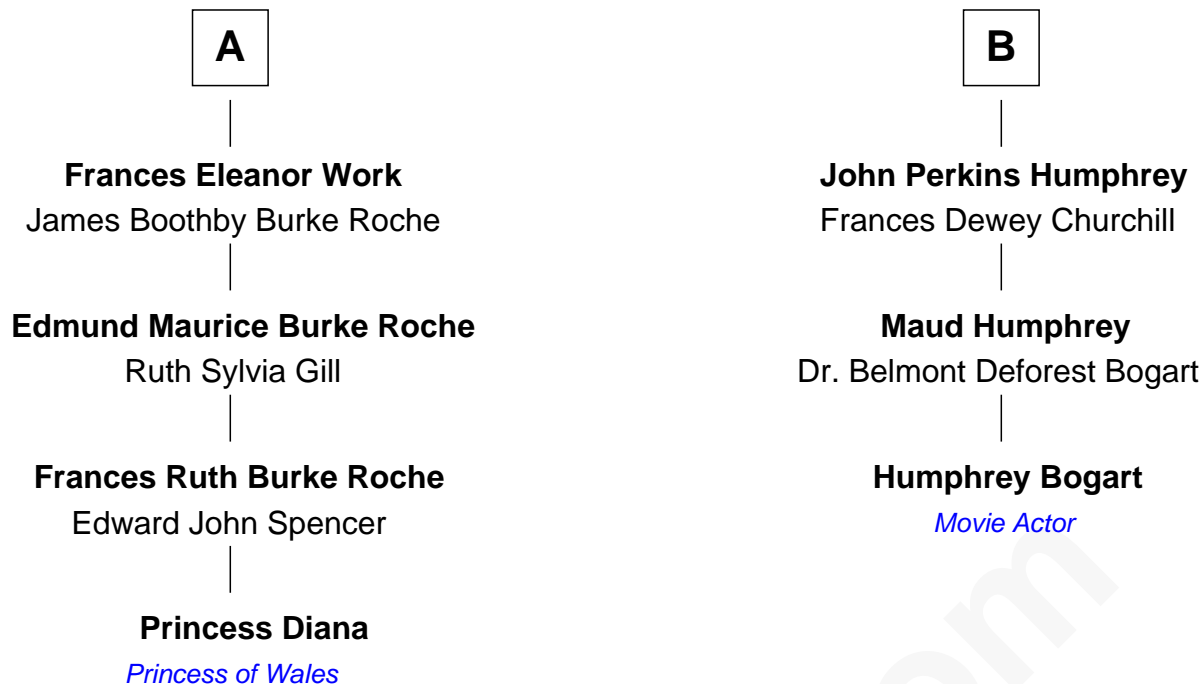 A
Frances Eleanor Work
James Boothby Burke Roche
Edmund Maurice Burke Roche
Ruth Sylvia Gill
Frances Ruth Burke Roche
Edward John Spencer
Princess Diana
Princess of Wales
B
John Perkins Humphrey
Frances Dewey Churchill
Maud Humphrey
Dr. Belmont Deforest Bogart
Humphrey Bogart
Movie Actor
om